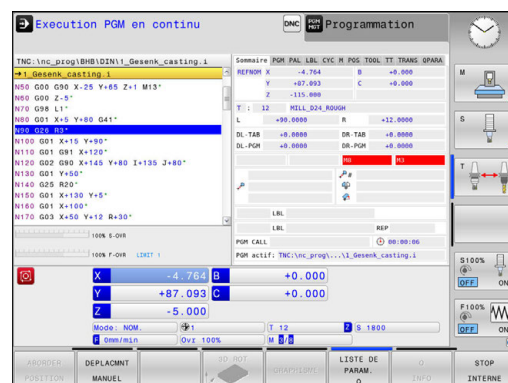 Execution PGM en continu
DNC
Programmation
TNC:\nc_prog\BHB\DIN\1_Gesenk_casting.i
→1_Gesenk_casting.i
N50 G00 G90 X-25 Y+65 Z+1 M13*
N60 G00 Z-5*
N70 G98 L1*
N80 G01 X+5 Y+80 G41*
N90 G26 R3*
N100 G01 X+15 Y+90*
N110 G01 G91 X+120*
N120 G02 G90 X+145 Y+80 I+135 J+80*
N130 G01 Y+50*
N140 G25 R20*
N150 G01 X+130 Y+5*
N160 G01 X+100*
N170 G03 X+50 Y+12 R+30*
100% S-OVR
100% F-OVR LIMIT 1
Sommaire PGM PAL LBL CYC M POS TOOL TT TRANS QPARA
REFNOM X -4.764 B +0.000
Y +87.093 C +0.000
Z -115.000
T : 12 MILL_D24_ROUGH
L +90.0000 R +12.0000
DL-TAB +0.0000 DR-TAB +0.0000
DL-PGM +0.0000 DR-PGM +0.0000
M8 M3
LBL
LBL REP
PGM CALL 00:00:06
PGM actif: TNC:\nc_prog\...\1_Gesenk_casting.i
X -4.764 B +0.000
Y +87.093 C +0.000
Z -5.000
Mode: NOM. 1 T 12 Z S 1800
F 0mm/min Ovr 100% M
M
S
T
S100%
OFF ON
F100%
OFF ON
ABORDER POSITION
DEPLACMNT MANUEL
3D ROT
LISTE DE PARAM. Q
Q INFO
STOP INTERNE